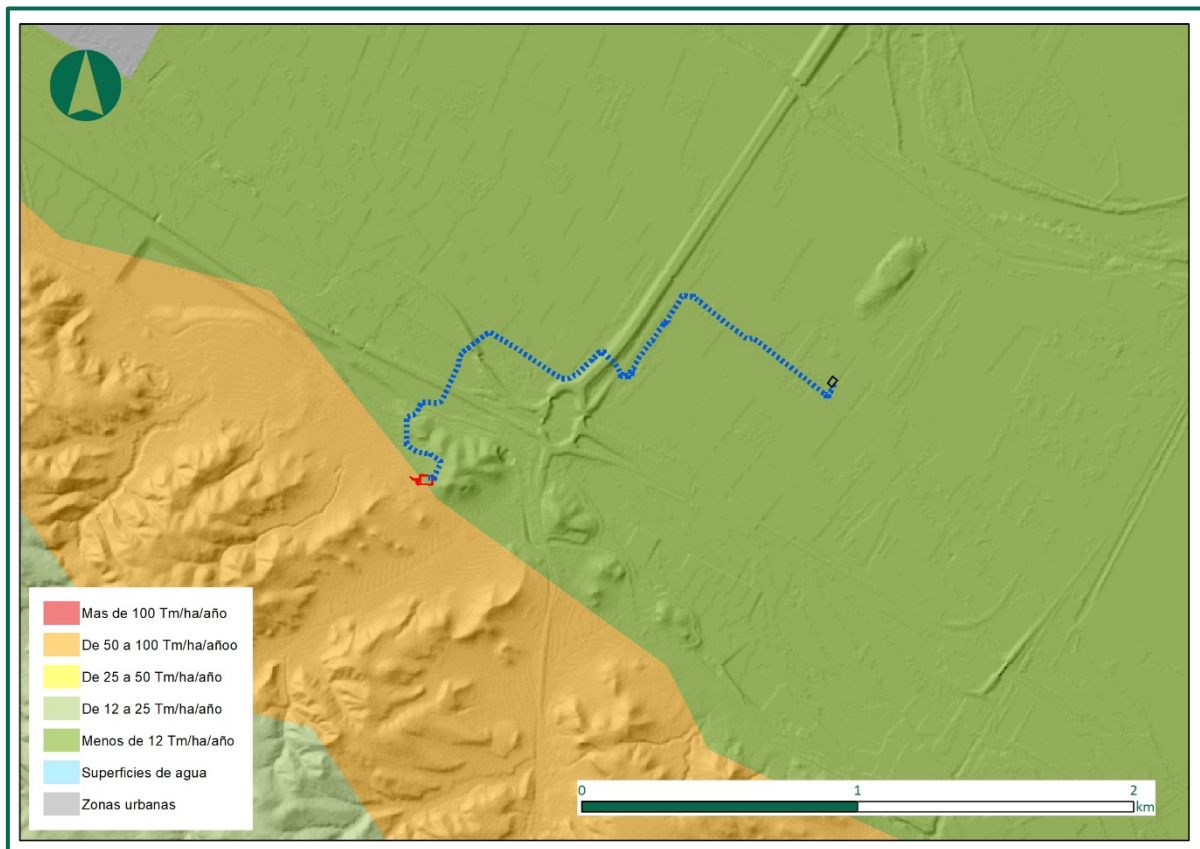 Mas de 100 Tm/ha/año
De 50 a 100 Tm/ha/añoo
De 25 a 50 Tm/ha/año
De 12 a 25 Tm/ha/año
Menos de 12 Tm/ha/año
Superficies de agua
Zonas urbanas
0 1 2
km